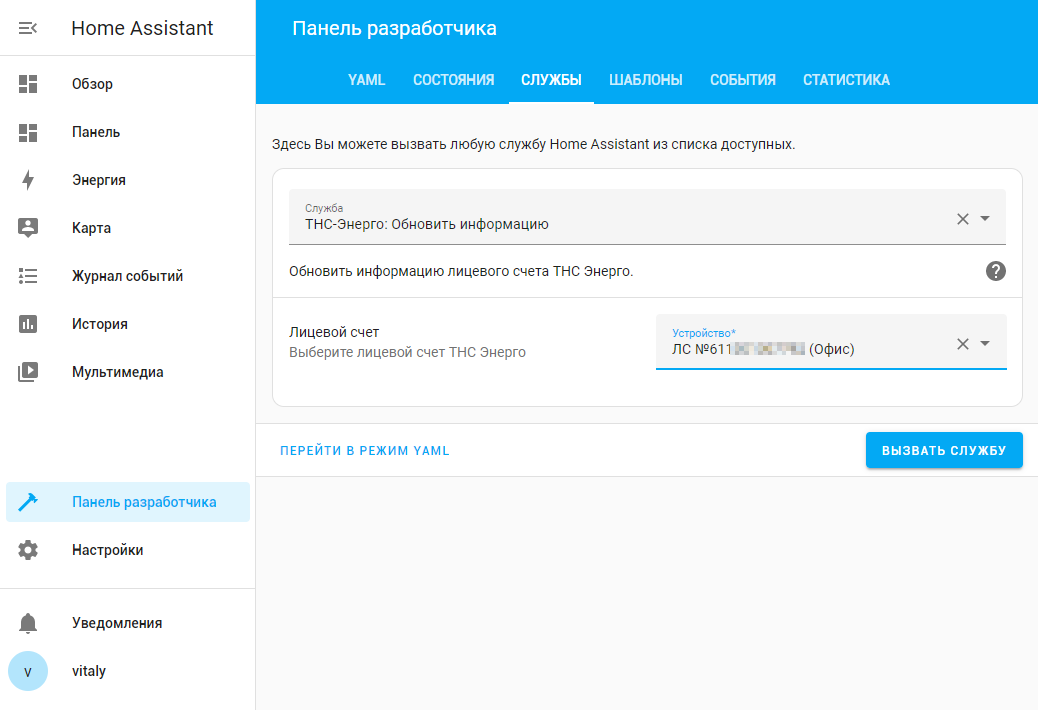 Home Assistant
Обзор
Панель
Энергия
Карта
Журнал событий
История
Мультимедиа
Панель разработчика
Настройки
Уведомления
v
vitaly
Панель разработчика
YAML СОСТОЯНИЯ СЛУЖБЫ ШАБЛОНЫ СОБЫТИЯ СТАТИСТИКА
Здесь Вы можете вызвать любую службу Home Assistant из списка доступных.
Служба
ТНС-Энерго: Обновить информацию
Обновить информацию лицевого счета ТНС Энерго.
Лицевой счет
Выберите лицевой счет ТНС Энерго
Устройство*
ЛС №611 (Офис)
ПЕРЕЙТИ В РЕЖИМ YAML
ВЫЗВАТЬ СЛУЖБУ